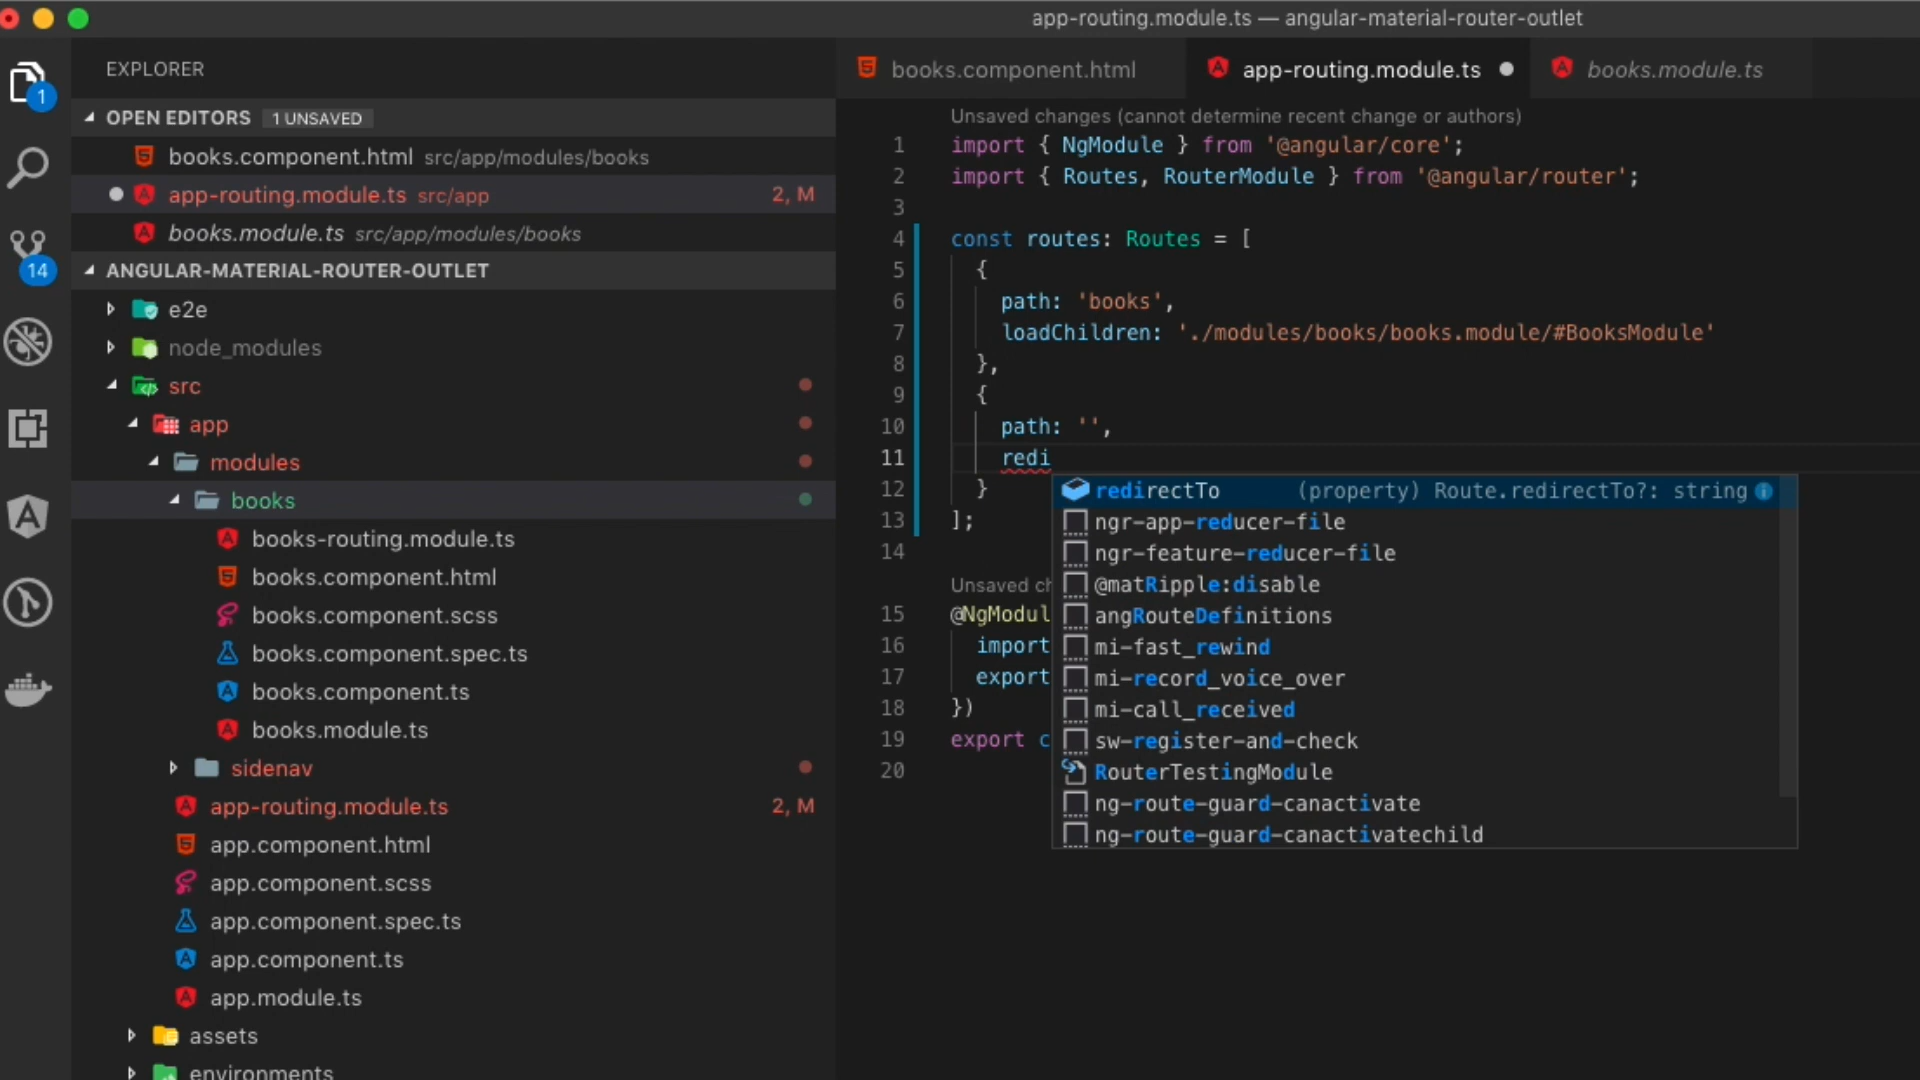 app-routing.module.ts — angular-material-router-outlet
EXPLORER
1
OPEN EDITORS 1 UNSAVED
books.component.html src/app/modules/books
app-routing.module.ts src/app 2, M
books.module.ts src/app/modules/books
14
ANGULAR-MATERIAL-ROUTER-OUTLET
e2e
node_modules
src
app
modules
books
books-routing.module.ts
books.component.html
books.component.scss
books.component.spec.ts
books.component.ts
books.module.ts
sidenav
app-routing.module.ts 2, M
app.component.html
app.component.scss
app.component.spec.ts
app.component.ts
app.module.ts
assets
environments
books.component.html app-routing.module.ts books.module.ts
Unsaved changes (cannot determine recent change or authors)
1 import { NgModule } from '@angular/core';
2 import { Routes, RouterModule } from '@angular/router';
3
4 const routes: Routes = [
5 {
6 path: 'books',
7 loadChildren: './modules/books/books.module/#BooksModule'
8 },
9 {
10 path: '',
11 redi
12 }
13 ];
14
Unsaved ch
15 @NgModul
16 import
17 export
18 })
19 export c
20
redirectTo (property) Route.redirectTo?: string
ngr-app-reducer-file
ngr-feature-reducer-file
@matRipple:disable
angRouteDefinitions
mi-fast_rewind
mi-record_voice_over
mi-call_received
sw-register-and-check
RouterTestingModule
ng-route-guard-canactivate
ng-route-guard-canactivatechild